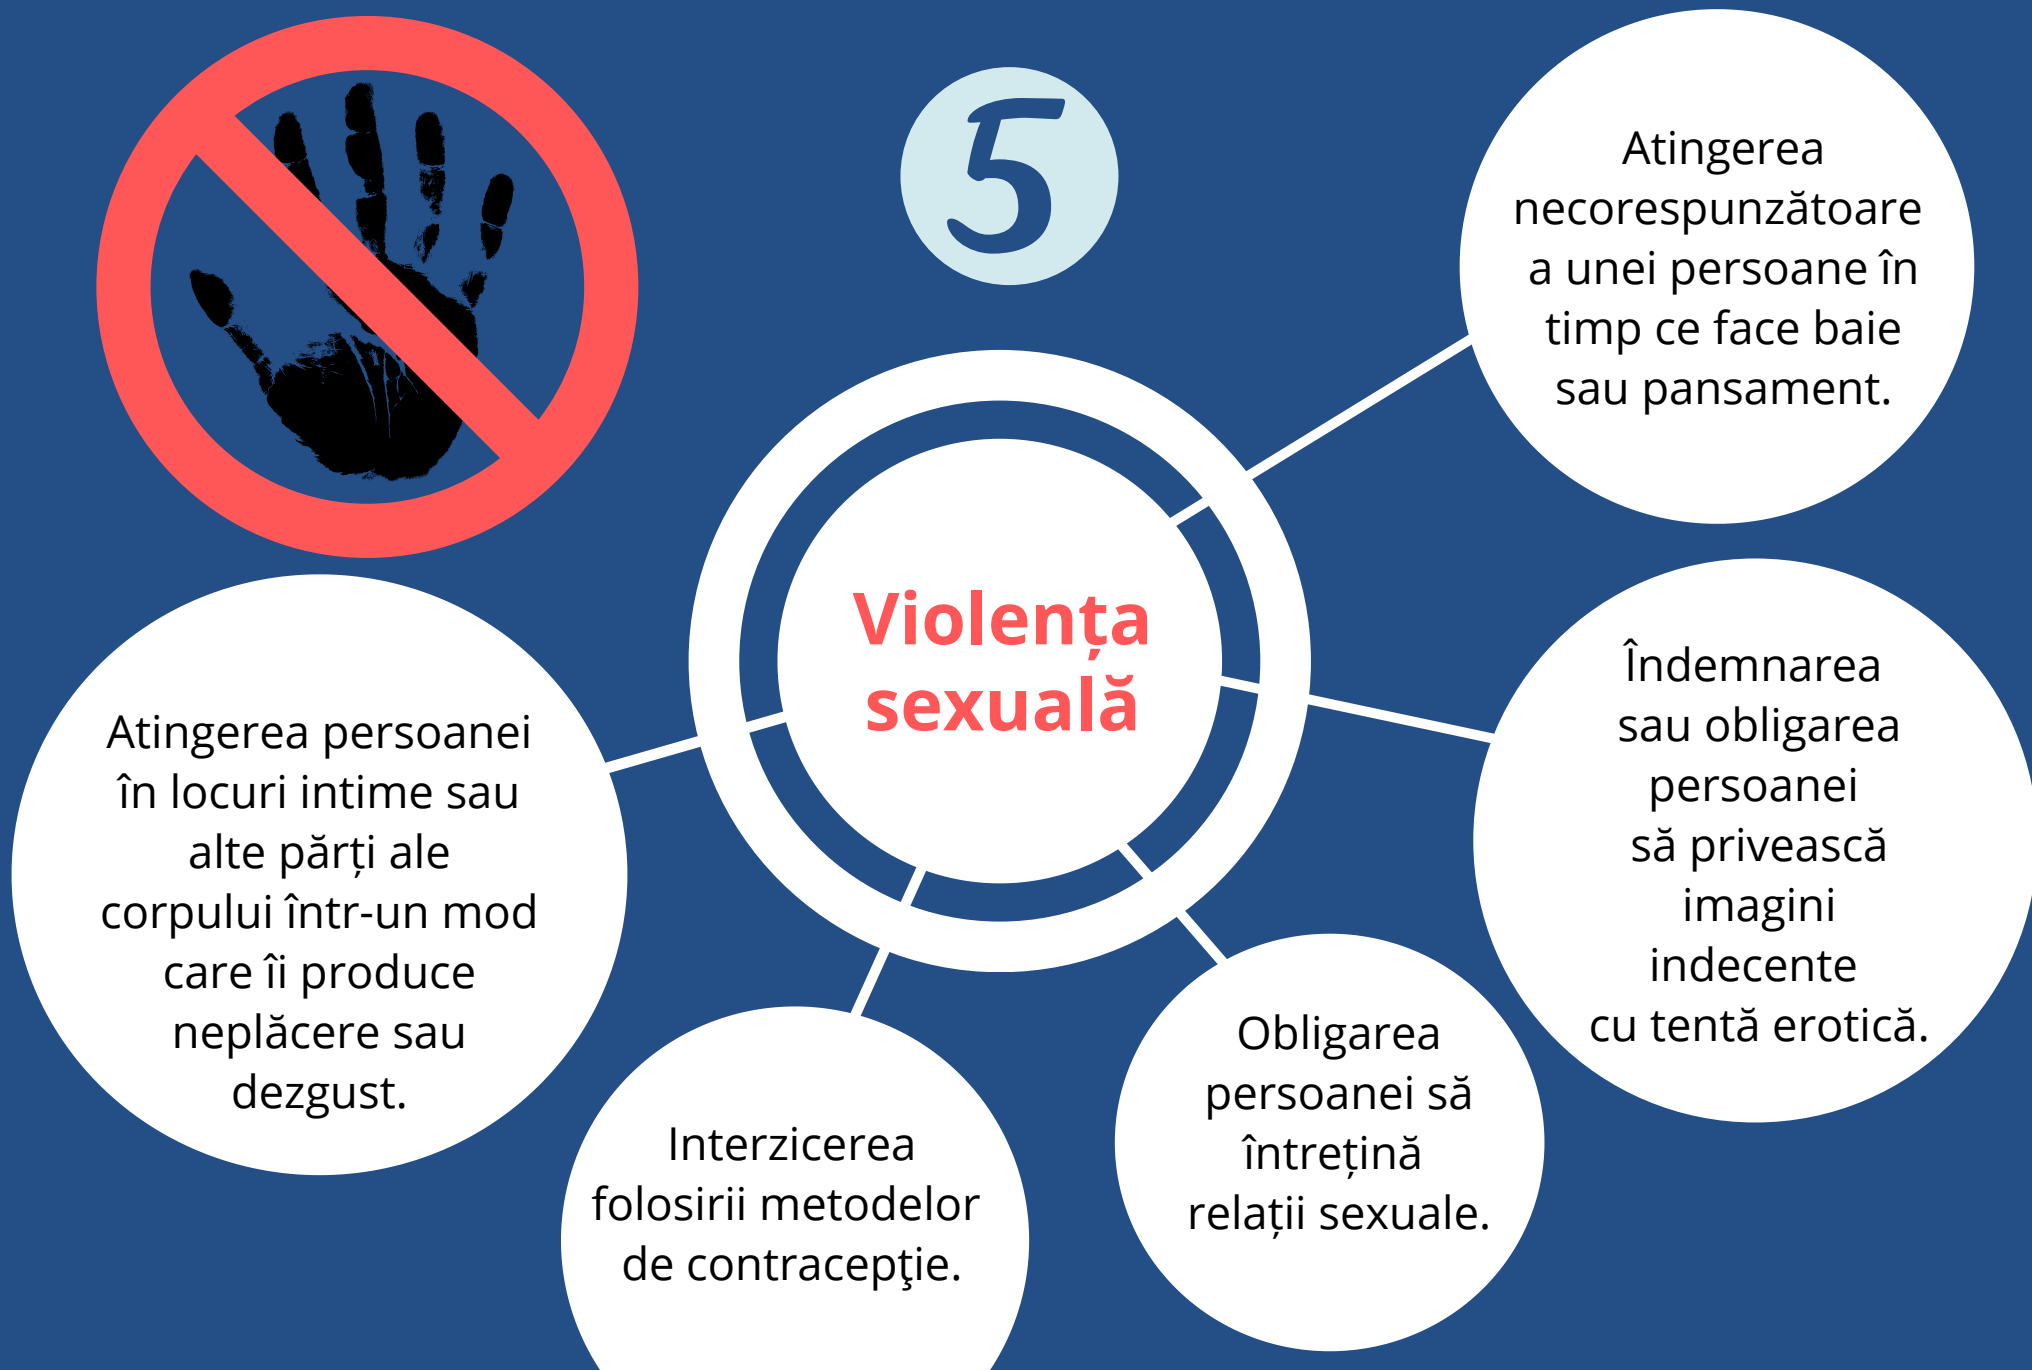 5
Atingerea
necorespunzătoare
a unei persoane în
timp ce face baie
sau pansament.
Violența
sexuală
Îndemnarea
sau obligarea
persoanei
să privească
imagini
indecente
cu tentă erotică.
Atingerea persoanei
în locuri intime sau
alte părți ale
corpului într-un mod
care îi produce
neplăcere sau
dezgust.
Obligarea
persoanei să
întrețină
relații sexuale.
Interzicerea
folosirii metodelor
de contracepţie.